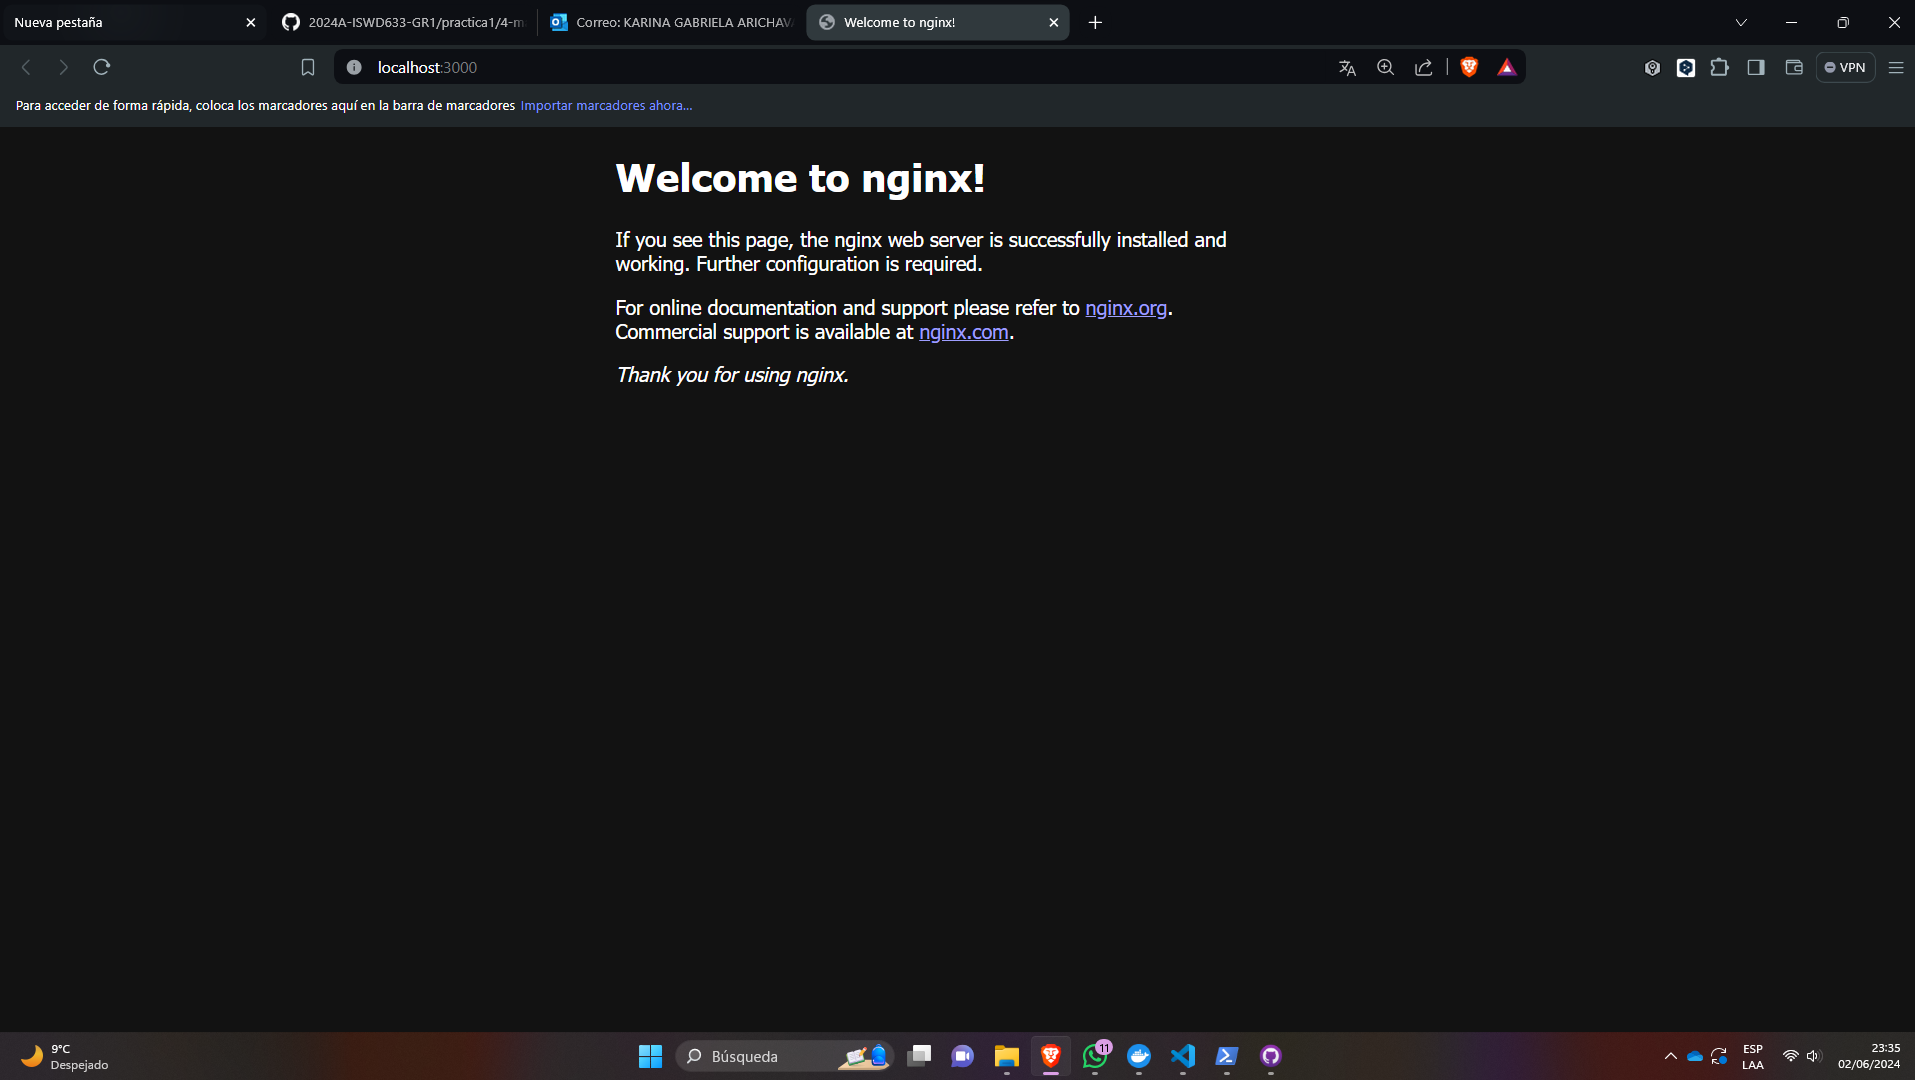 Nueva pestaña
2024A-ISWD633-GR1/practica1/4-m
Correo: KARINA GABRIELA ARICHAV
Welcome to nginx!
localhost:3000
VPN
Para acceder de forma rápida, coloca los marcadores aquí en la barra de marcadores Importar marcadores ahora...
Welcome to nginx!
If you see this page, the nginx web server is successfully installed and
working. Further configuration is required.
For online documentation and support please refer to nginx.org.
Commercial support is available at nginx.com.
Thank you for using nginx.
9°C
Despejado
Búsqueda
11
ESP
LAA
23:35
02/06/2024